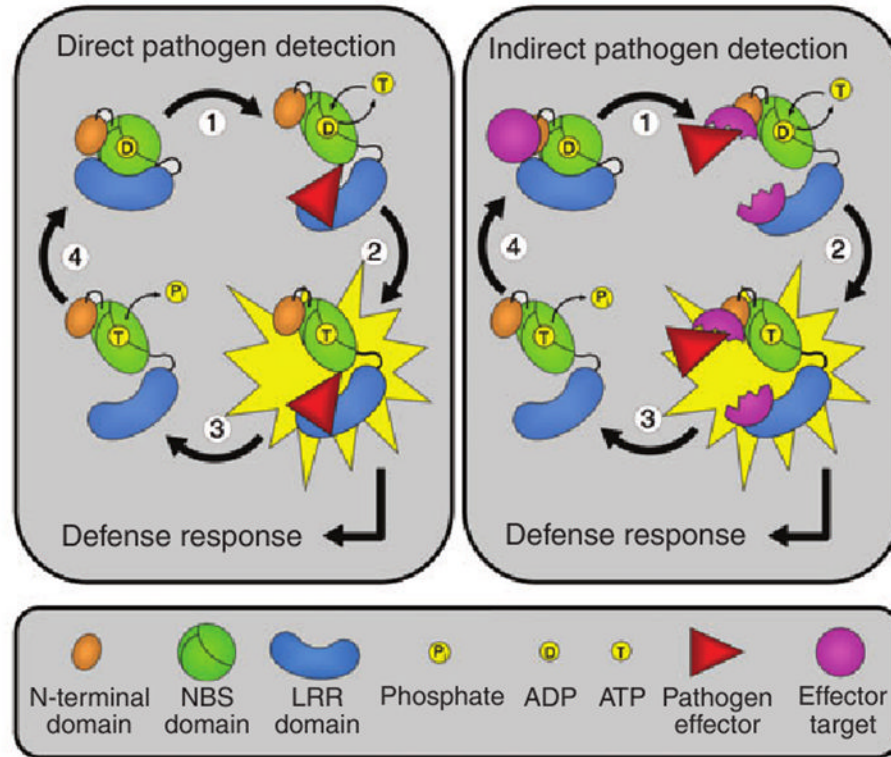 Direct pathogen detection
T
D
D
1
2
4
P
T
T
3
Defense response
Indirect pathogen detection
T
D
D
1
2
4
P
T
T
3
Defense response
P
D
T
N-terminal
domain
NBS
domain
LRR
domain
Phosphate
ADP
ATP
Pathogen
effector
Effector
target